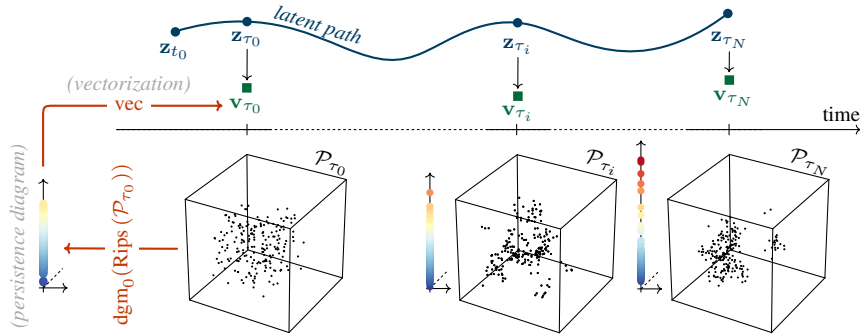 latent path
𝐳_{t_0}
𝐳_{τ_0}
𝐳_{τ_i}
𝐳_{τ_N}
(vectorization)
vec
𝐯_{τ_0}
𝐯_{τ_i}
𝐯_{τ_N}
time
(persistence diagram)
dgm_0(Rips(𝒫_{τ_0}))
𝒫_{τ_0}
𝒫_{τ_i}
𝒫_{τ_N}